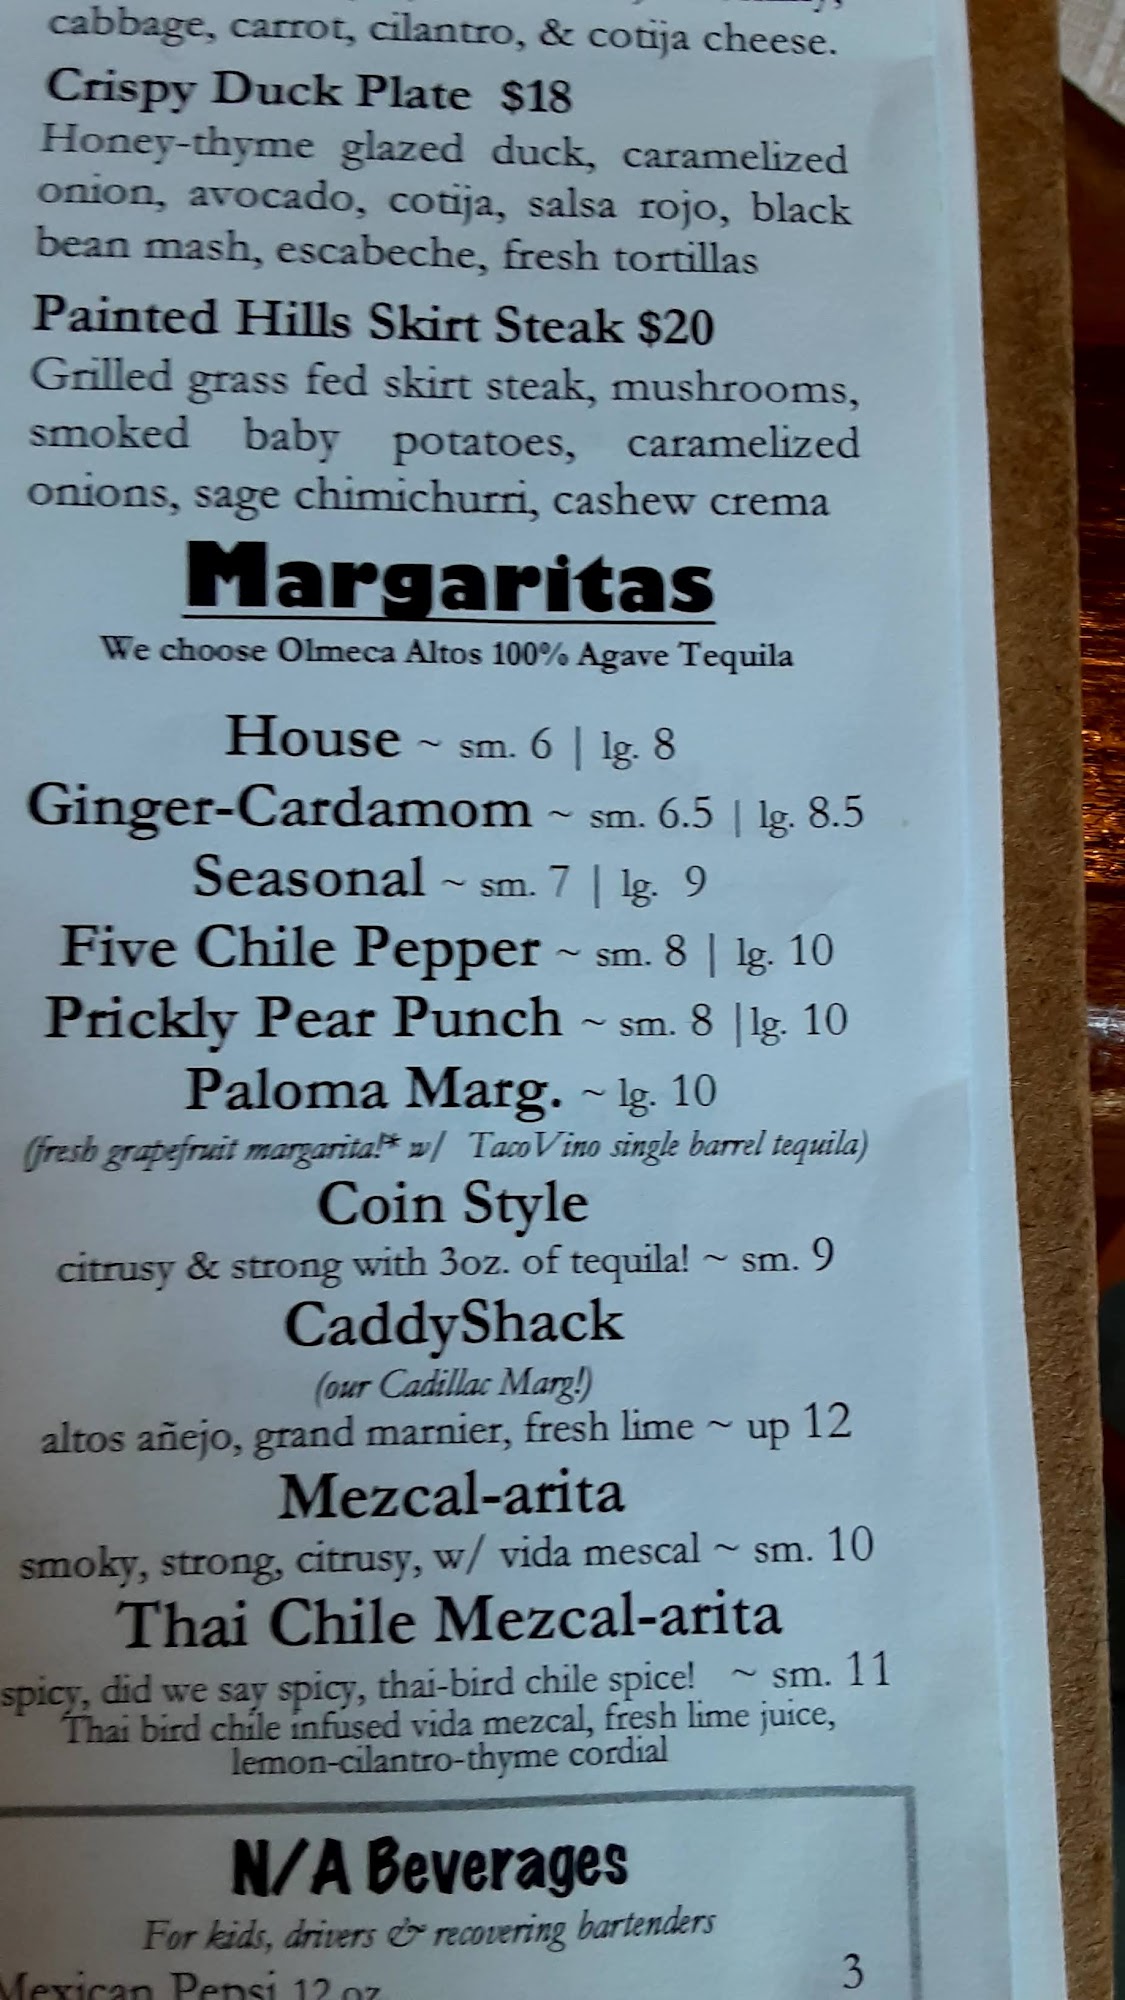 cabbage, carrot, cilantro, & cotija cheese.
Crispy Duck Plate $18
Honey-thyme glazed duck, caramelized
onion, avocado, cotija, salsa rojo, black
bean mash, escabeche, fresh tortillas
Painted Hills Skirt Steak $20
Grilled grass fed skirt steak, mushrooms,
smoked baby potatoes, caramelized
onions, sage chimichurri, cashew crema
Margaritas
We choose Olmeca Altos 100% Agave Tequila
House ~ sm. 6 | lg. 8
Ginger-Cardamom ~ sm. 6.5 | lg. 8.5
Seasonal ~ sm. 7 | lg. 9
Five Chile Pepper ~ sm. 8 | lg. 10
Prickly Pear Punch ~ sm. 8 |lg. 10
Paloma Marg. ~ lg. 10
(fresh grapefruit margarita!* w/ TacoVino single barrel tequila)
Coin Style
citrusy & strong with 3oz. of tequila! ~ sm. 9
CaddyShack
(our Cadillac Marg!)
altos añejo, grand marnier, fresh lime ~ up 12
Mezcal-arita
smoky, strong, citrusy, w/ vida mescal ~ sm. 10
Thai Chile Mezcal-arita
spicy, did we say spicy, thai-bird chile spice! ~ sm. 11
Thai bird chile infused vida mezcal, fresh lime juice,
lemon-cilantro-thyme cordial
N/A Beverages
For kids, drivers & recovering bartenders
Mexican Pepsi 12 oz 3